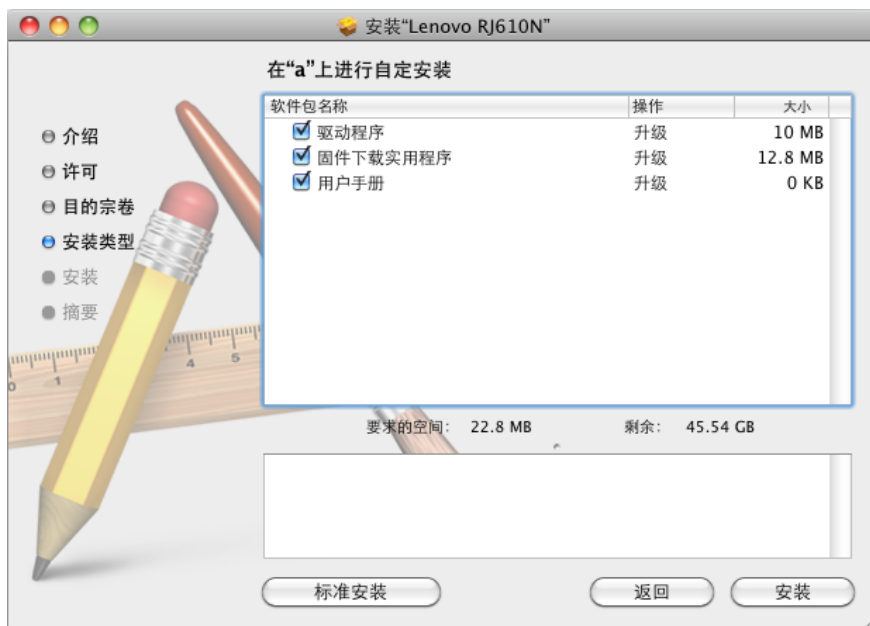 安装“Lenovo RJ610N”
在“a”上进行自定安装
介绍
许可
目的宗卷
安装类型
安装
摘要
软件包名称 操作 大小
驱动程序 升级 10 MB
固件下载实用程序 升级 12.8 MB
用户手册 升级 0 KB
0 1 4 5
要求的空间: 22.8 MB 剩余: 45.54 GB
标准安装 返回 安装